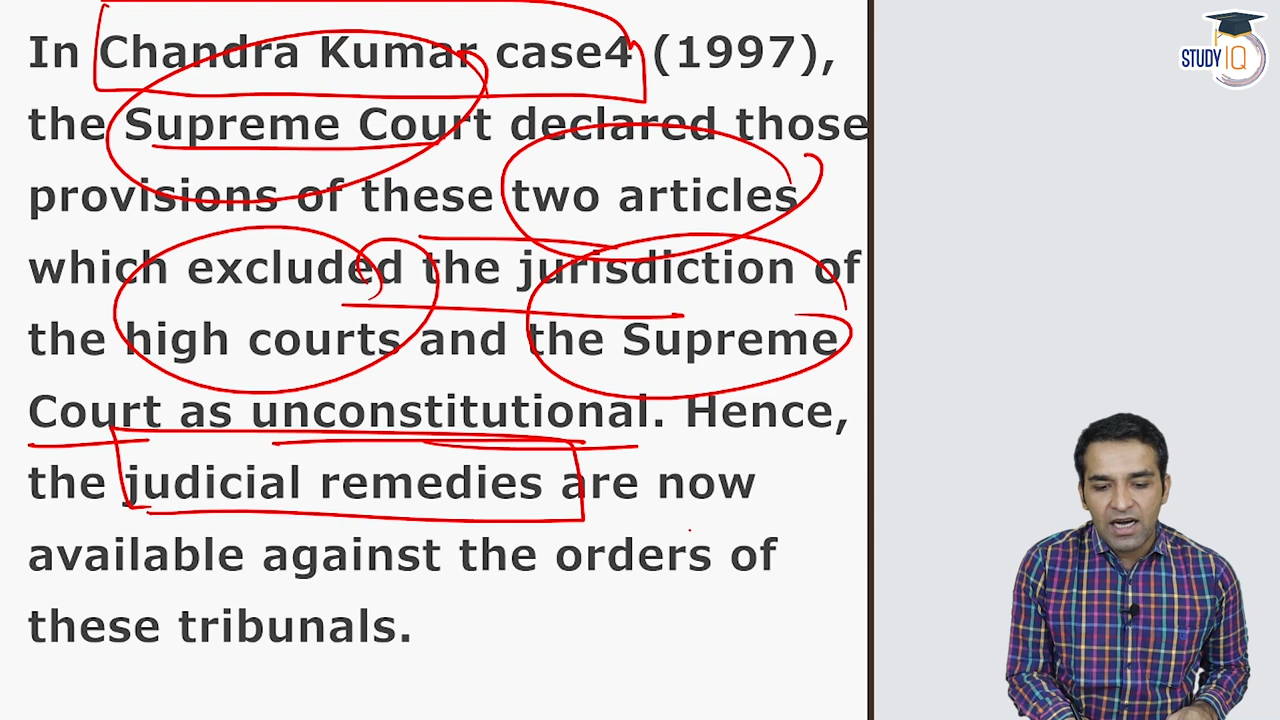 In Chandra Kumar case4 (1997),
the Supreme Court declared those
provisions of these two articles
which excluded the jurisdiction of
the high courts and the Supreme
Court as unconstitutional. Hence,
the judicial remedies are now
available against the orders of
these tribunals.
STUDY IQ